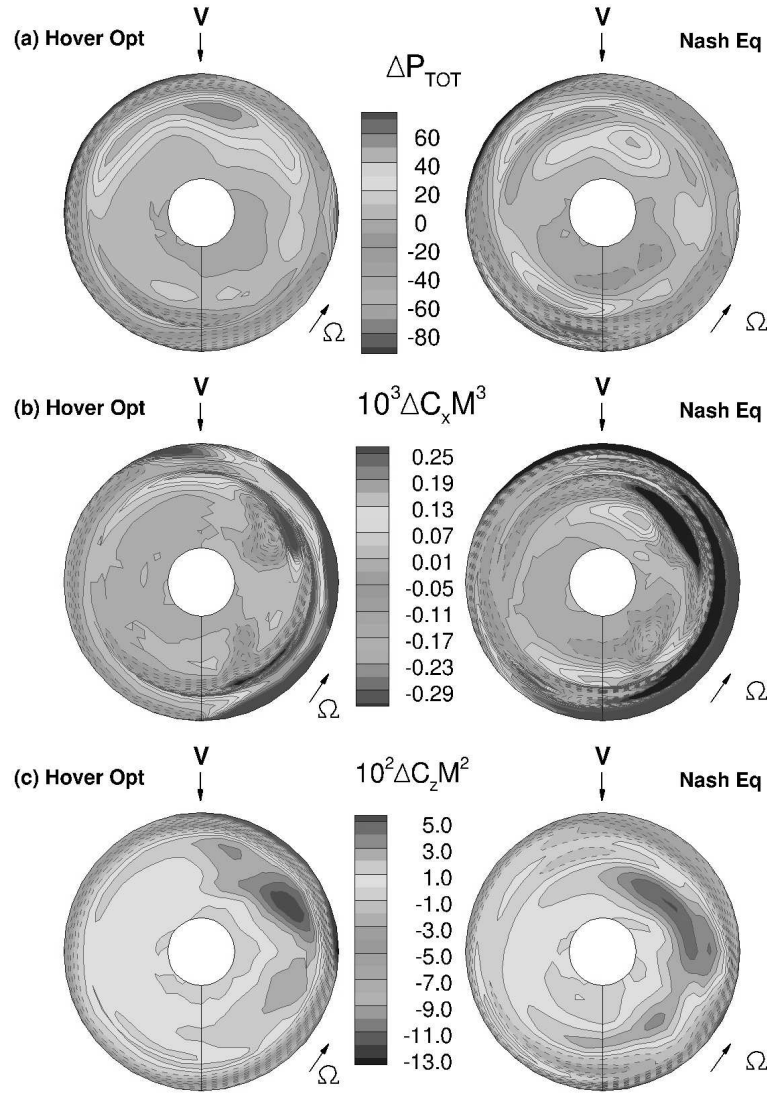 V V
(a) Hover Opt Nash Eq
ΔP_TOT
60
40
20
0
-20
-40
-60
-80
Ω Ω
V V
(b) Hover Opt 10³ΔCₓM³ Nash Eq
0.25
0.19
0.13
0.07
0.01
-0.05
-0.11
-0.17
-0.23
-0.29
Ω Ω
V V
(c) Hover Opt 10²ΔC_zM² Nash Eq
5.0
3.0
1.0
-1.0
-3.0
-5.0
-7.0
-9.0
-11.0
-13.0
Ω Ω